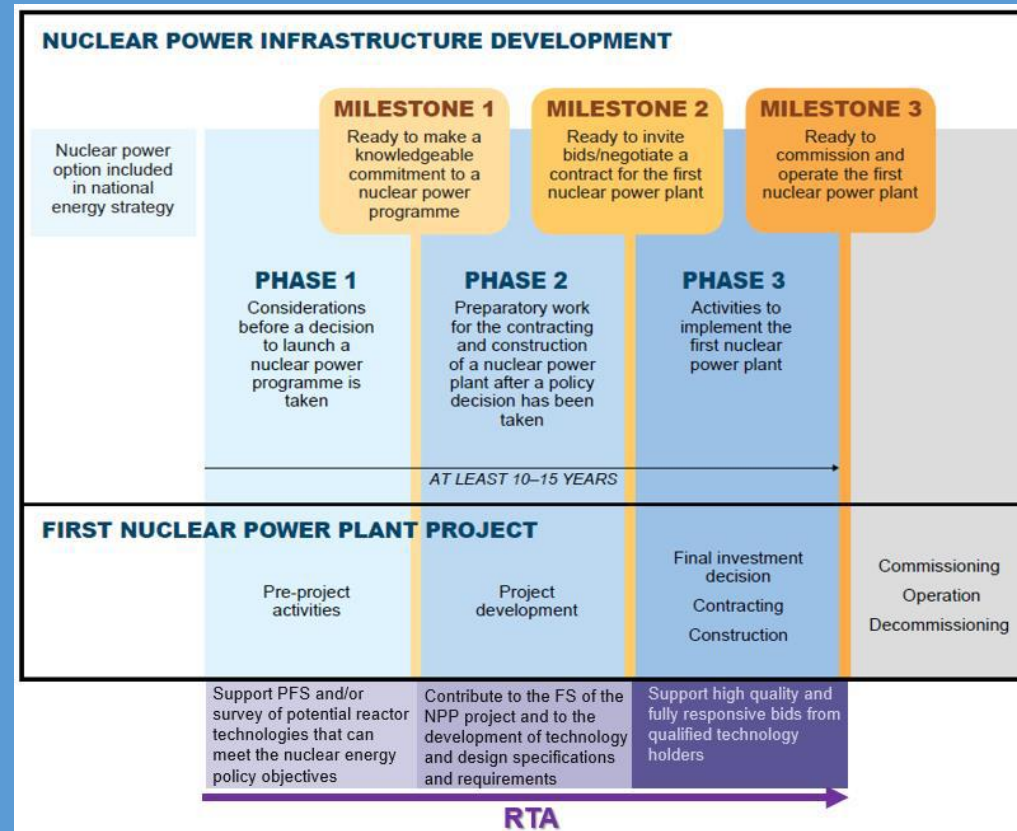 NUCLEAR POWER INFRASTRUCTURE DEVELOPMENT
Nuclear power
option included
in national
energy strategy
MILESTONE 1
Ready to make a
knowledgeable
commitment to a
nuclear power
programme
MILESTONE 2
Ready to invite
bids/negotiate a
contract for the first
nuclear power plant
MILESTONE 3
Ready to
commission and
operate the first
nuclear power plant
PHASE 1
Considerations
before a decision
to launch a
nuclear power
programme is
taken
PHASE 2
Preparatory work
for the contracting
and construction
of a nuclear power
plant after a policy
decision has been
taken
PHASE 3
Activities to
implement the
first nuclear
power plant
AT LEAST 10–15 YEARS
FIRST NUCLEAR POWER PLANT PROJECT
Pre-project
activities
Project
development
Final investment
decision
Contracting
Construction
Commissioning
Operation
Decommissioning
Support PFS and/or
survey of potential reactor
technologies that can
meet the nuclear energy
policy objectives
Contribute to the FS of the
NPP project and to the
development of technology
and design specifications
and requirements
Support high quality and
fully responsive bids from
qualified technology
holders
RTA